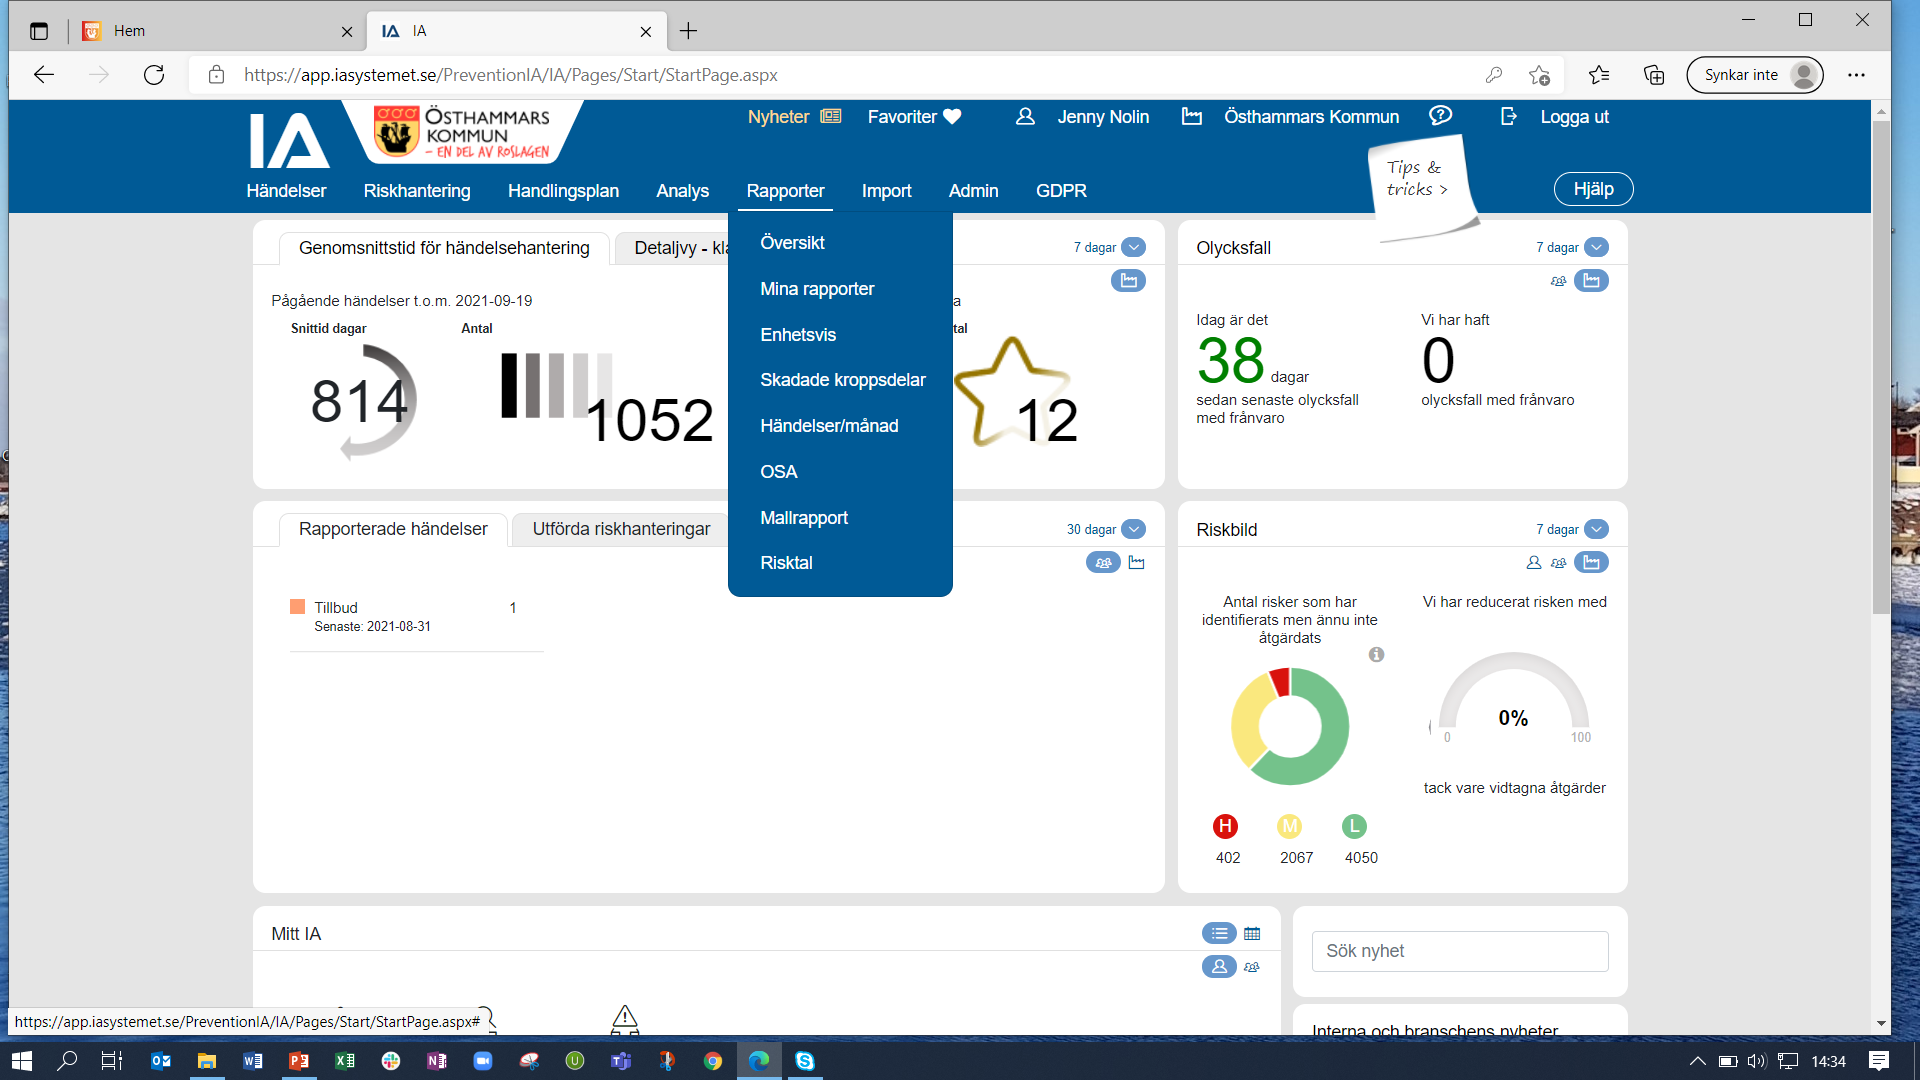 Hem
IA
https://app.iasystemet.se/PreventionIA/IA/Pages/Start/StartPage.aspx
Synkar inte
IA
ÖSTHAMMARS
KOMMUN
– EN DEL AV ROSLAGEN
Nyheter
Favoriter
Jenny Nolin
Östhammars Kommun
Logga ut
Tips &
tricks >
Händelser
Riskhantering
Handlingsplan
Analys
Rapporter
Import
Admin
GDPR
Hjälp
Översikt
Mina rapporter
Enhetsvis
Skadade kroppsdelar
Händelser/månad
OSA
Mallrapport
Risktal
Genomsnittstid för händelsehantering
Detaljvy - kla
7 dagar
Pågående händelser t.o.m. 2021-09-19
a
Snittid dagar
Antal
tal
814
1052
12
Olycksfall
7 dagar
Idag är det
38 dagar
sedan senaste olycksfall
med frånvaro
Vi har haft
0
olycksfall med frånvaro
Rapporterade händelser
Utförda riskhanteringar
30 dagar
Tillbud
1
Senaste: 2021-08-31
Riskbild
7 dagar
Antal risker som har
identifierats men ännu inte
åtgärdats
H
M
L
402
2067
4050
Vi har reducerat risken med
0%
0
100
tack vare vidtagna åtgärder
Mitt IA
Sök nyhet
Interna och branschens nyheter
https://app.iasystemet.se/PreventionIA/IA/Pages/Start/StartPage.aspx#
14:34